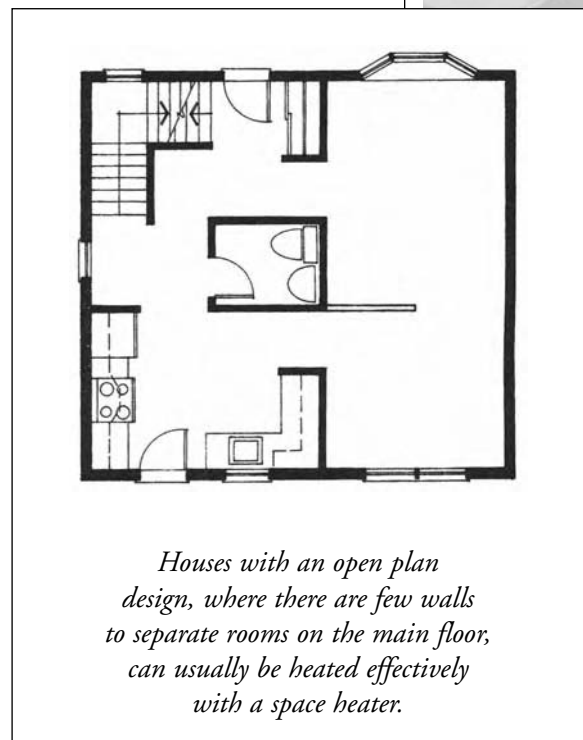 Houses with an open plan
design, where there are few walls
to separate rooms on the main floor,
can usually be heated effectively
with a space heater.